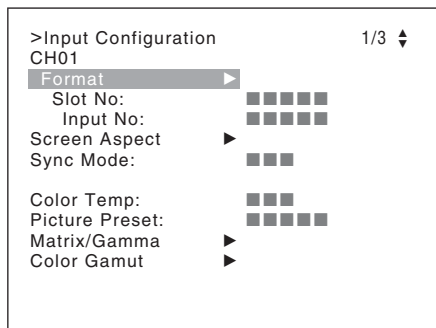 >Input Configuration 1/3
CH01
Format ▶
Slot No: ■■■■■
Input No: ■■■■■
Screen Aspect ▶
Sync Mode: ■■■
Color Temp: ■■■
Picture Preset: ■■■■■
Matrix/Gamma ▶
Color Gamut ▶